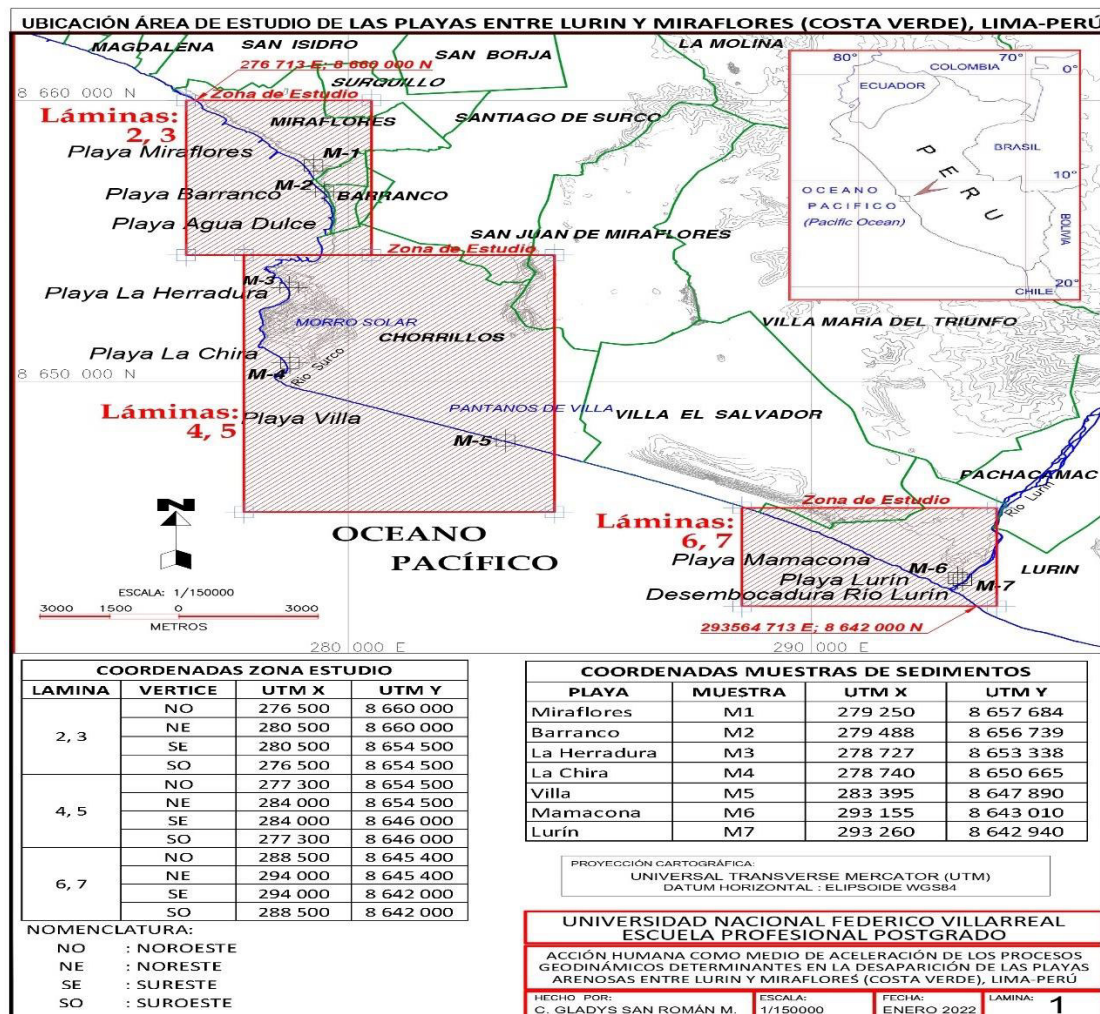 UBICACIÓN ÁREA DE ESTUDIO DE LAS PLAYAS ENTRE LURIN Y MIRAFLORES (COSTA VERDE), LIMA-PERÚ
MAGDALENA
SAN ISIDRO
SAN BORJA
LA MOLINA
276 713 E; 8 660 000 N
SURQUILLO
8 660 000 N
Zona de Estudio
Láminas:
2, 3
MIRAFLORES
SANTIAGO DE SURCO
Playa Miraflores
M-1
M-2
Playa Barranco
BARRANCO
Playa Agua Dulce
SAN JUAN DE MIRAFLORES
Zona de Estudio
M-3
Playa La Herradura
MORRO SOLAR
CHORRILLOS
VILLA MARIA DEL TRIUNFO
Playa La Chira
8 650 000 N
M-4
Rio Surco
Láminas:
4, 5
Playa Villa
PANTANOS DE VILLA
VILLA EL SALVADOR
M-5
PACHACAMAC
Rio Lurin
80°
70°
COLOMBIA
0°
ECUADOR
BRASIL
PERU
10°
OCEANO
PACIFICO
(Pacific Ocean)
BOLIVIA
20°
CHILE
N
OCEANO
PACÍFICO
Zona de Estudio
Láminas:
6, 7
Playa Mamacona
M-6
Playa Lurín
M-7
LURIN
Desembocadura Río Lurín
293564 713 E; 8 642 000 N
ESCALA: 1/150000
3000 1500 0 3000
METROS
280 000 E
290 000 E
COORDENADAS ZONA ESTUDIO
LAMINA VERTICE UTM X UTM Y
2, 3
NO 276 500 8 660 000
NE 280 500 8 660 000
SE 280 500 8 654 500
SO 276 500 8 654 500
4, 5
NO 277 300 8 654 500
NE 284 000 8 654 500
SE 284 000 8 646 000
SO 277 300 8 646 000
6, 7
NO 288 500 8 645 400
NE 294 000 8 645 400
SE 294 000 8 642 000
SO 288 500 8 642 000
NOMENCLATURA:
NO : NOROESTE
NE : NORESTE
SE : SURESTE
SO : SUROESTE
COORDENADAS MUESTRAS DE SEDIMENTOS
PLAYA MUESTRA UTM X UTM Y
Miraflores M1 279 250 8 657 684
Barranco M2 279 488 8 656 739
La Herradura M3 278 727 8 653 338
La Chira M4 278 740 8 650 665
Villa M5 283 395 8 647 890
Mamacona M6 293 155 8 643 010
Lurín M7 293 260 8 642 940
PROYECCIÓN CARTOGRÁFICA:
UNIVERSAL TRANSVERSE MERCATOR (UTM)
DATUM HORIZONTAL : ELIPSOIDE WGS84
UNIVERSIDAD NACIONAL FEDERICO VILLARREAL
ESCUELA PROFESIONAL POSTGRADO
ACCIÓN HUMANA COMO MEDIO DE ACELERACIÓN DE LOS PROCESOS
GEODINÁMICOS DETERMINANTES EN LA DESAPARICIÓN DE LAS PLAYAS
ARENOSAS ENTRE LURIN Y MIRAFLORES (COSTA VERDE), LIMA-PERÚ
HECHO POR:
C. GLADYS SAN ROMÁN M.
ESCALA:
1/150000
FECHA:
ENERO 2022
LAMINA:
1